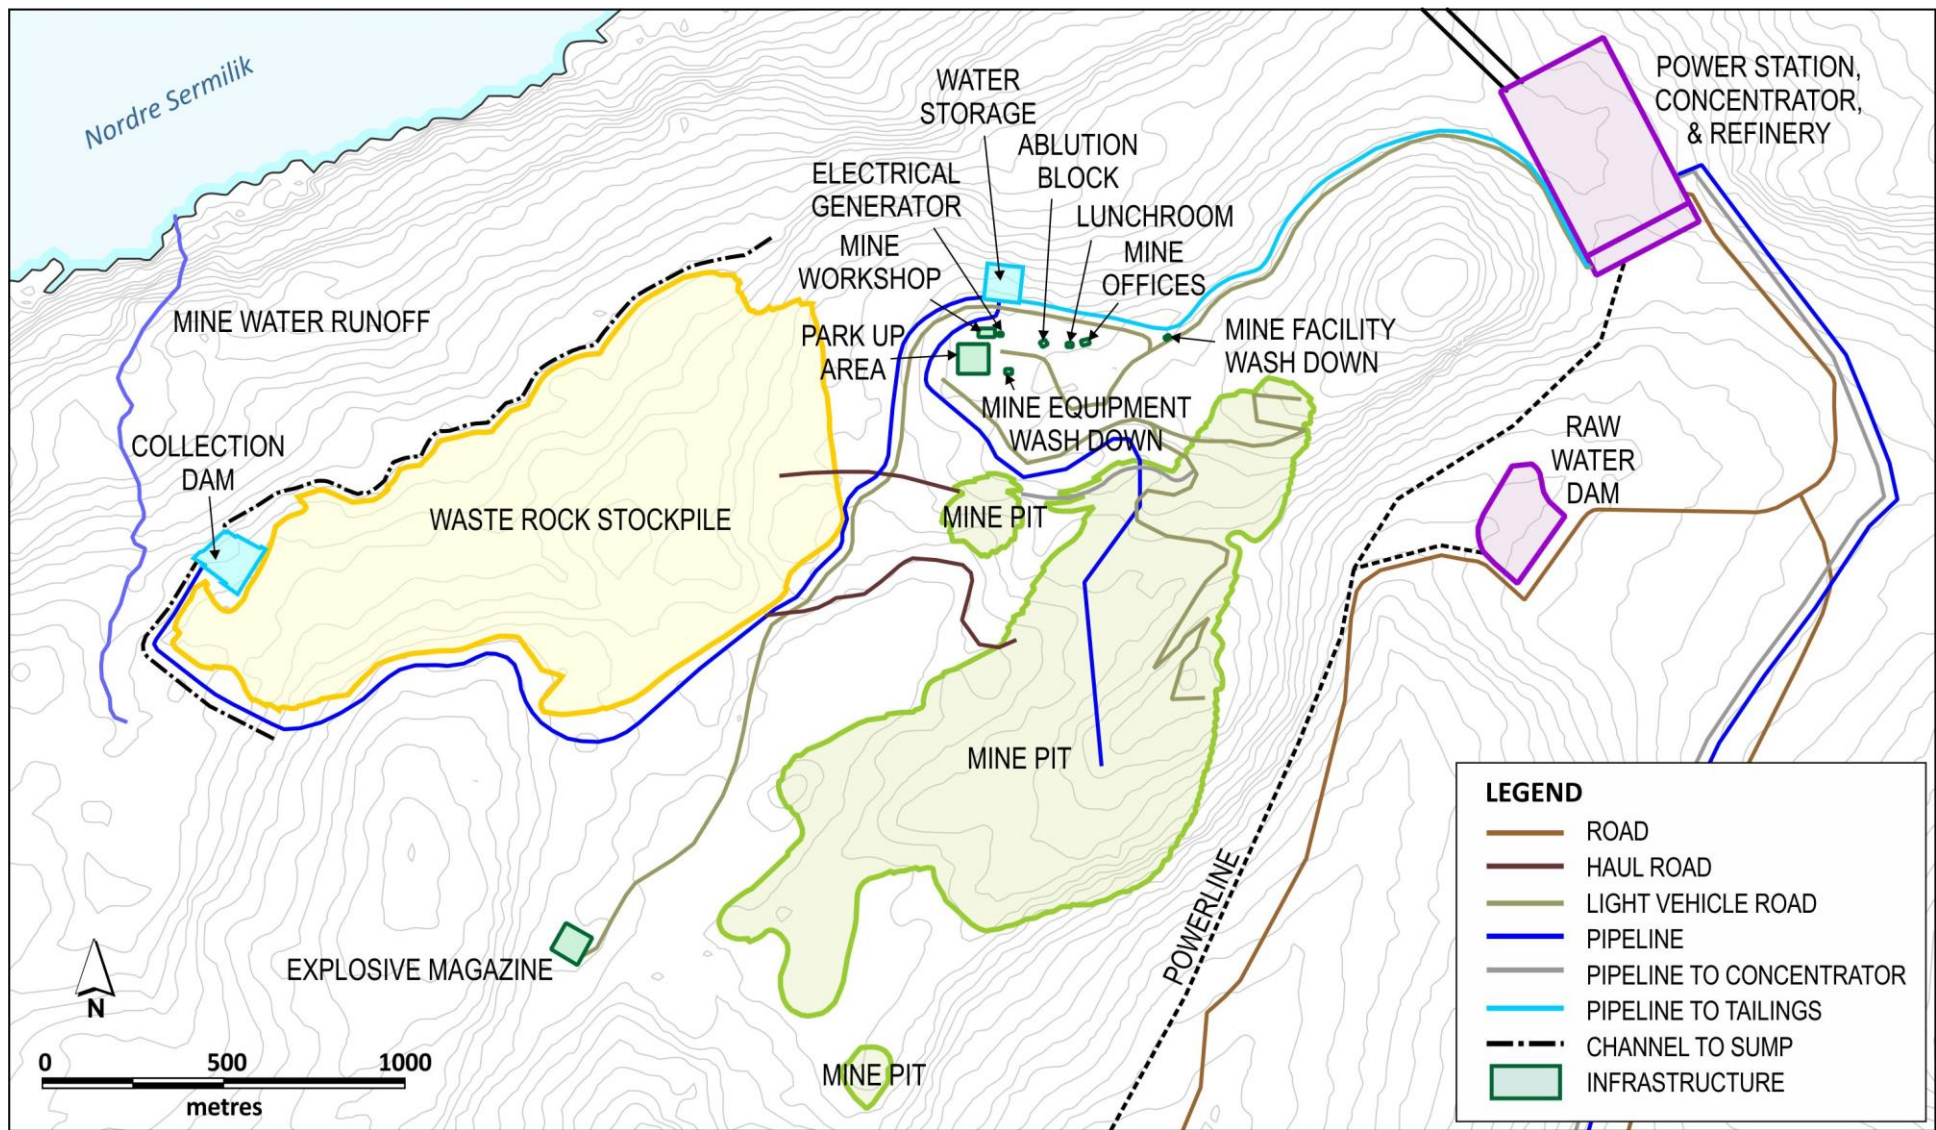 Nordre Sermilik
WATER
STORAGE
POWER STATION,
CONCENTRATOR,
& REFINERY
ABLUTION
BLOCK
ELECTRICAL
GENERATOR
LUNCHROOM
MINE
WORKSHOP
MINE
OFFICES
MINE WATER RUNOFF
PARK UP
AREA
MINE FACILITY
WASH DOWN
MINE EQUIPMENT
WASH DOWN
COLLECTION
DAM
RAW
WATER
DAM
WASTE ROCK STOCKPILE
MINE PIT
MINE PIT
POWERLINE
EXPLOSIVE MAGAZINE
MINE PIT
N
0 500 1000
metres
LEGEND
ROAD
HAUL ROAD
LIGHT VEHICLE ROAD
PIPELINE
PIPELINE TO CONCENTRATOR
PIPELINE TO TAILINGS
CHANNEL TO SUMP
INFRASTRUCTURE